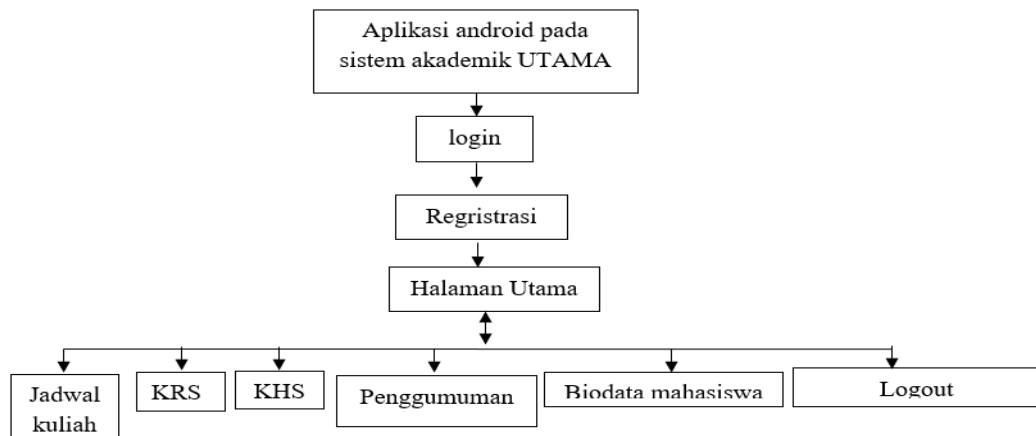 Aplikasi android pada
sistem akademik UTAMA
login
Regristrasi
Halaman Utama
Jadwal
kuliah
KRS
KHS
Penggumuman
Biodata mahasiswa
Logout